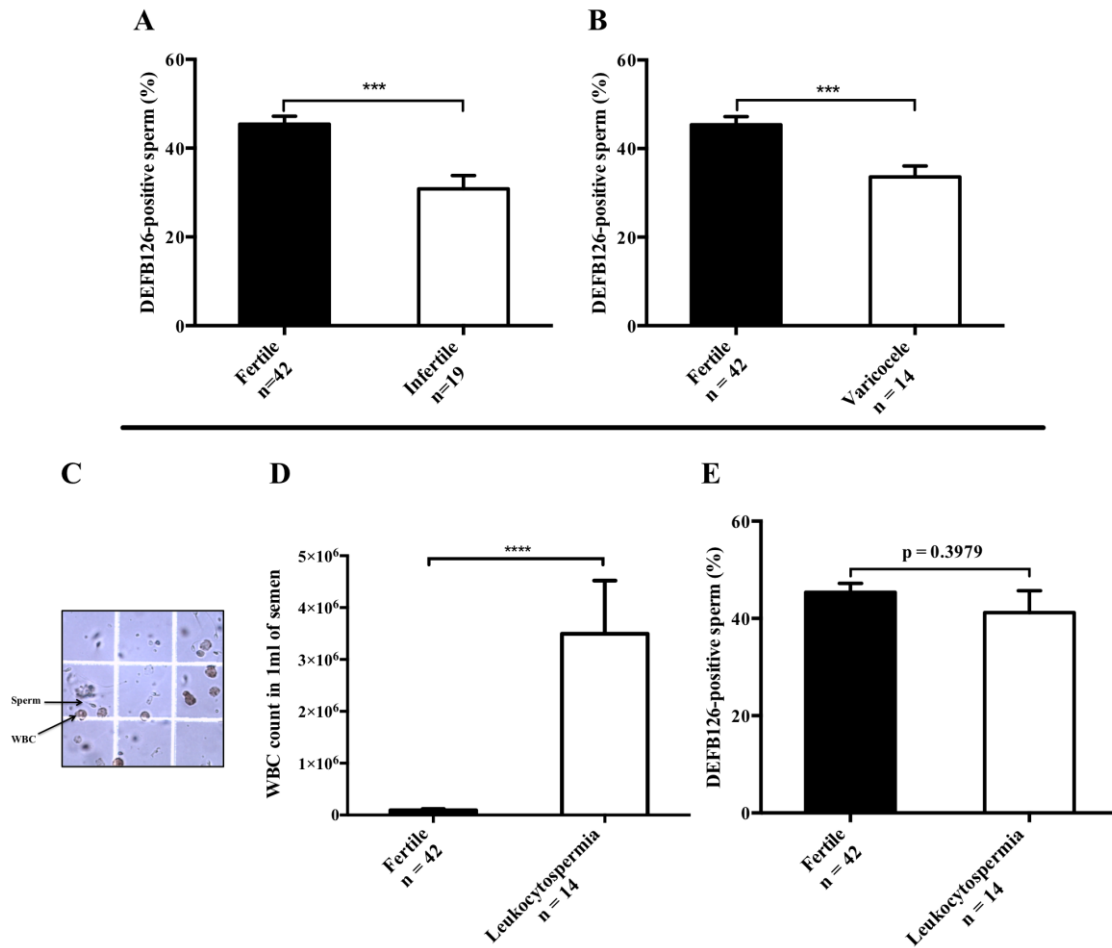 A
DEFB126-positive sperm (%)
60
40
20
0
***
Fertile
n=42
Infertile
n=19
B
DEFB126-positive sperm (%)
60
40
20
0
***
Fertile
n = 42
Varicocele
n = 14
C
Sperm
WBC
D
WBC count in 1ml of semen
5×10⁶
4×10⁶
3×10⁶
2×10⁶
1×10⁶
0
****
Fertile
n = 42
Leukocytospermia
n = 14
E
DEFB126-positive sperm (%)
60
40
20
0
p = 0.3979
Fertile
n = 42
Leukocytospermia
n = 14